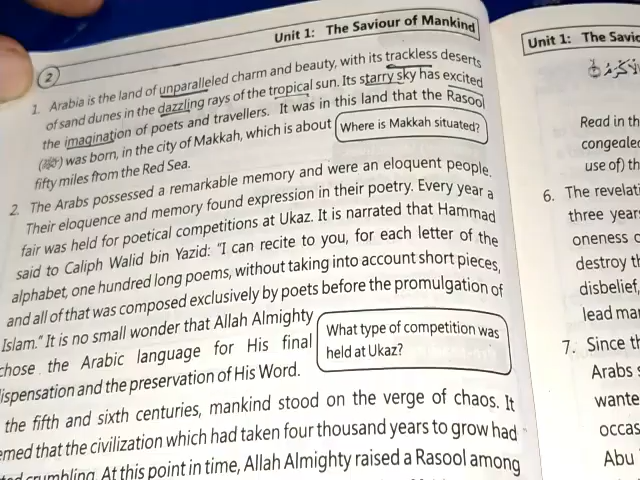 Unit 1: The Saviour of Mankind
2
1. Arabia is the land of unparalleled charm and beauty, with its trackless deserts
of sand dunes in the dazzling rays of the tropical sun. Its starry sky has excited
the imagination of poets and travellers. It was in this land that the Rasool
(ﷺ) was born, in the city of Makkah, which is about
fifty miles from the Red Sea.
Where is Makkah situated?
2. The Arabs possessed a remarkable memory and were an eloquent people.
Their eloquence and memory found expression in their poetry. Every year a
fair was held for poetical competitions at Ukaz. It is narrated that Hammad
said to Caliph Walid bin Yazid: "I can recite to you, for each letter of the
alphabet, one hundred long poems, without taking into account short pieces,
and all of that was composed exclusively by poets before the promulgation of
Islam." It is no small wonder that Allah Almighty
chose the Arabic language for His final
ispensation and the preservation of His Word.
What type of competition was
held at Ukaz?
the fifth and sixth centuries, mankind stood on the verge of chaos. It
emed that the civilization which had taken four thousand years to grow had
ted crumbling. At this point in time, Allah Almighty raised a Rasool among
Unit 1: The Savio
Read in th
congeale
use of) th
6. The revelati
three year
oneness o
destroy th
disbelief,
lead ma
7. Since th
Arabs s
wante
occas
Abu